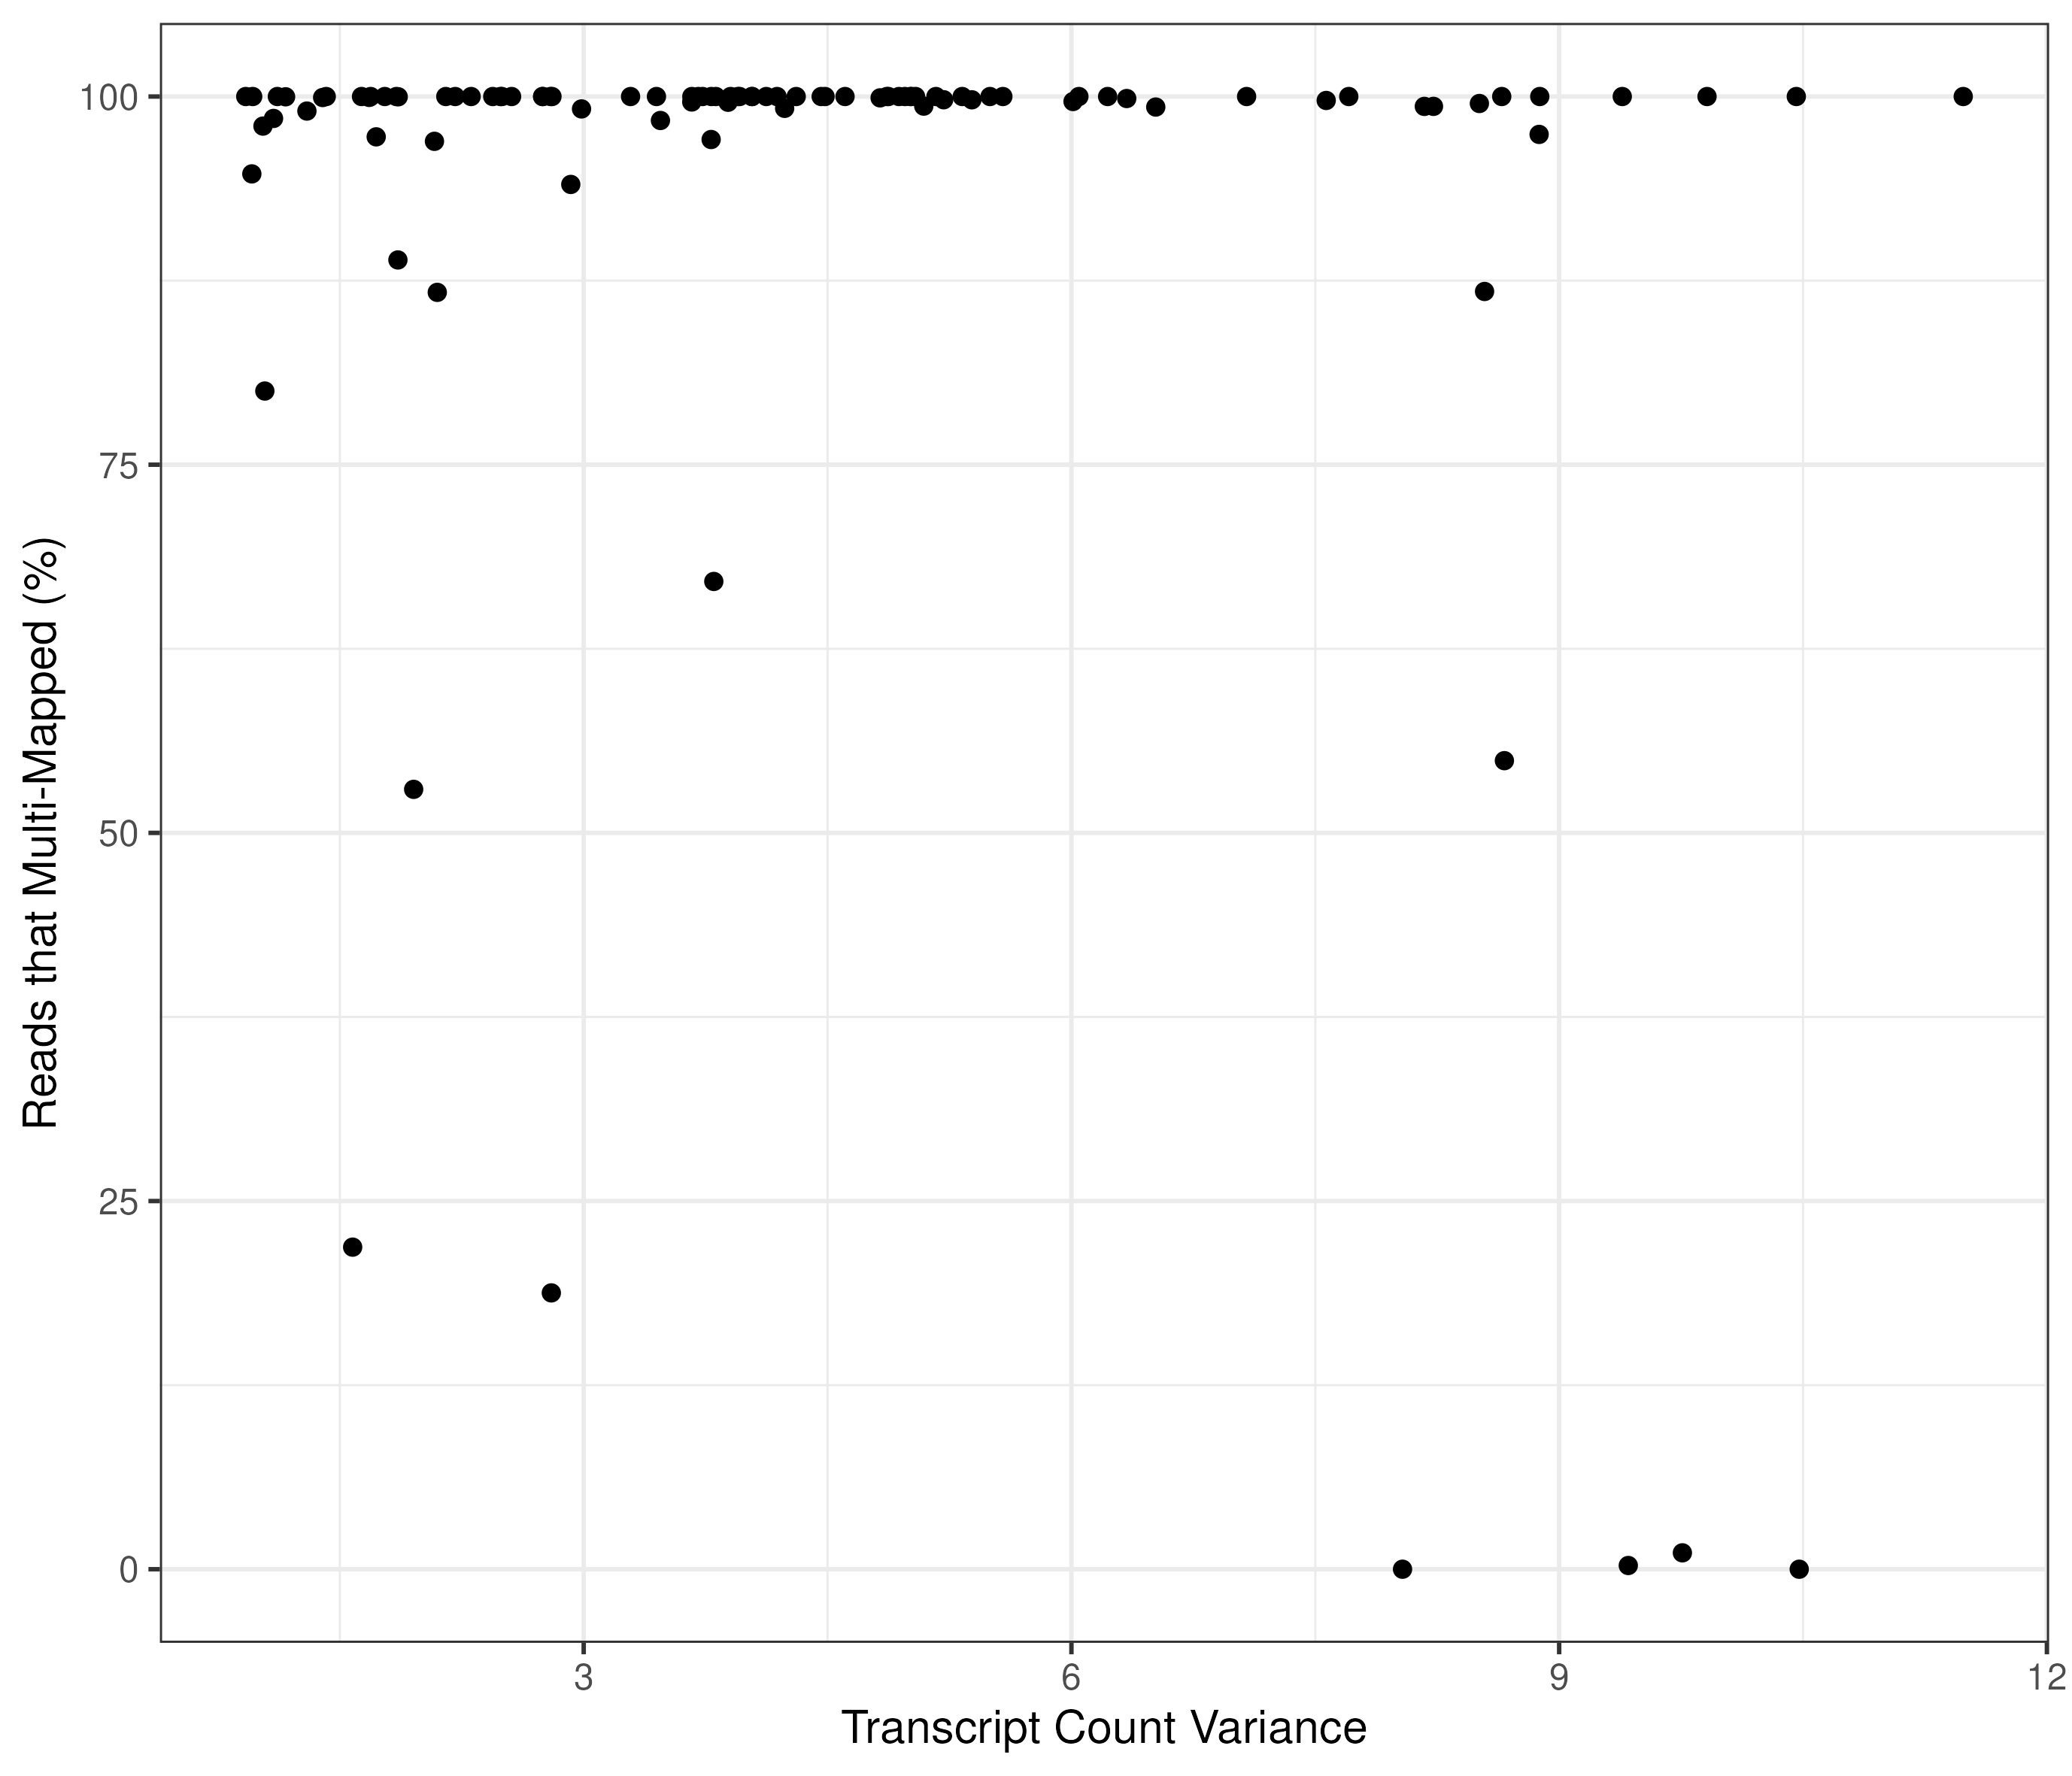 Reads that Multi-Mapped (%)
100
75
50
25
0
3 6 9 12
Transcript Count Variance